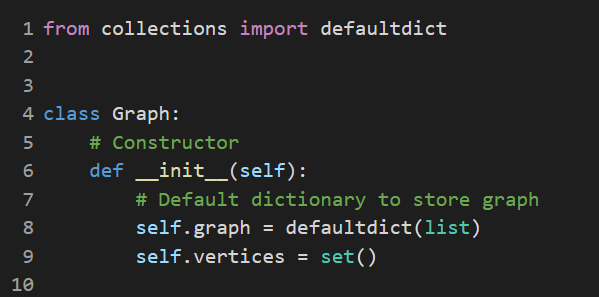 1 from collections import defaultdict
2
3
4 class Graph:
5     # Constructor
6     def __init__(self):
7         # Default dictionary to store graph
8         self.graph = defaultdict(list)
9         self.vertices = set()
10